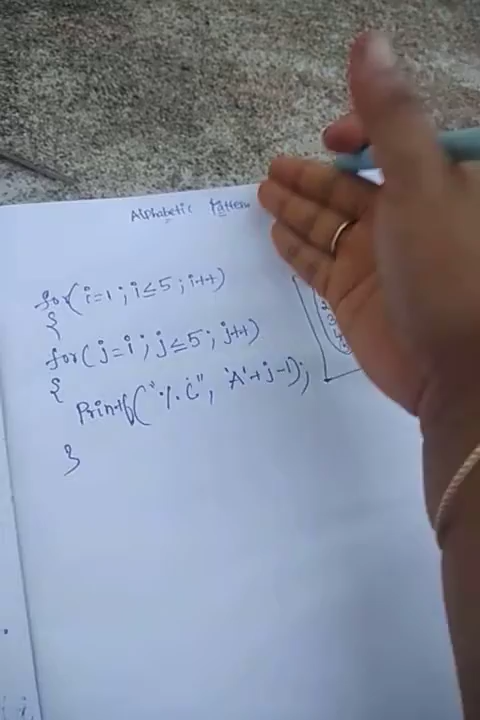 Alphabetic Pattern
for(i=1;i≤5;i++)
{
for(j=i;j≤5;j++)
{
Printf("%c", 'A'+j-1);
}